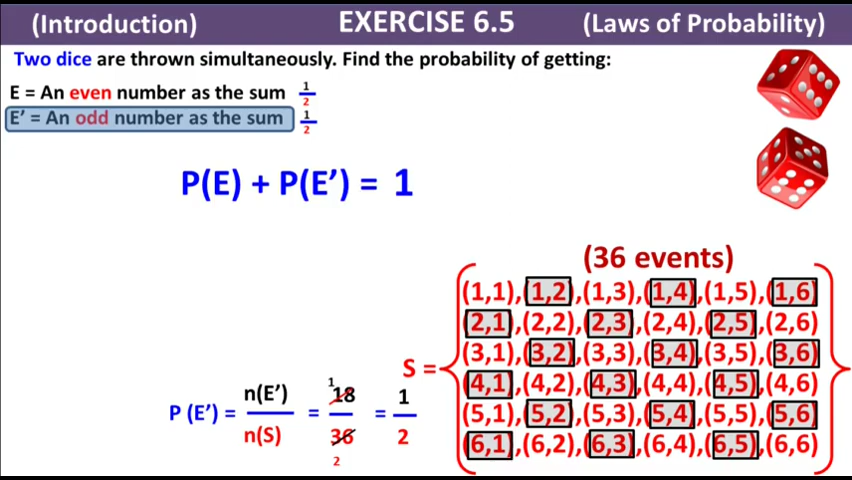 (Introduction) EXERCISE 6.5 (Laws of Probability)
Two dice are thrown simultaneously. Find the probability of getting:
E = An even number as the sum 1/2
E’ = An odd number as the sum 1/2
P(E) + P(E’) = 1
(36 events)
(1,1),(1,2),(1,3),(1,4),(1,5),(1,6)
(2,1),(2,2),(2,3),(2,4),(2,5),(2,6)
S = (3,1),(3,2),(3,3),(3,4),(3,5),(3,6)
(4,1),(4,2),(4,3),(4,4),(4,5),(4,6)
(5,1),(5,2),(5,3),(5,4),(5,5),(5,6)
(6,1),(6,2),(6,3),(6,4),(6,5),(6,6)
1
P (E’) = n(E’)/n(S) = 18/36 = 1/2
2